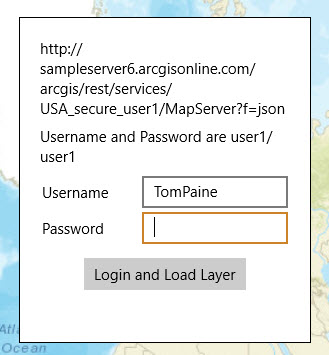 http://
sampleserver6.arcgisonline.com/
arcgis/rest/services/
USA_secure_user1/MapServer?f=json
Username and Password are user1/
user1
Username TomPaine
Password
Login and Load Layer
Atla
Ocean